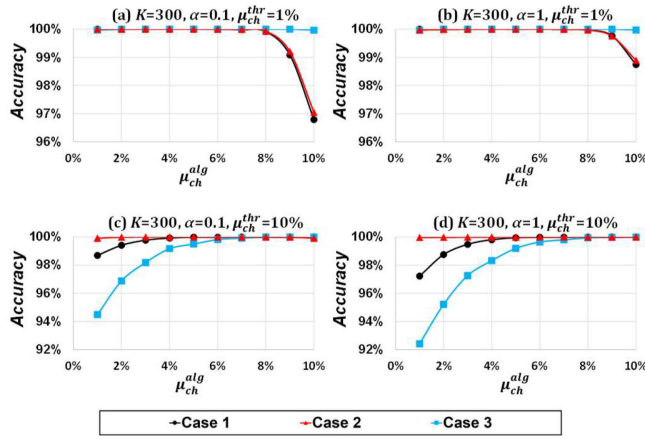 (a) K=300, α=0.1, μ_ch^thr=1%
(b) K=300, α=1, μ_ch^thr=1%
Accuracy
100%
99%
98%
97%
96%
0% 2% 4% 6% 8% 10%
μ_ch^alg
Accuracy
100%
99%
98%
97%
96%
0% 2% 4% 6% 8% 10%
μ_ch^alg
(c) K=300, α=0.1, μ_ch^thr=10%
(d) K=300, α=1, μ_ch^thr=10%
Accuracy
100%
98%
96%
94%
92%
0% 2% 4% 6% 8% 10%
μ_ch^alg
Accuracy
100%
98%
96%
94%
92%
0% 2% 4% 6% 8% 10%
μ_ch^alg
Case 1 Case 2 Case 3